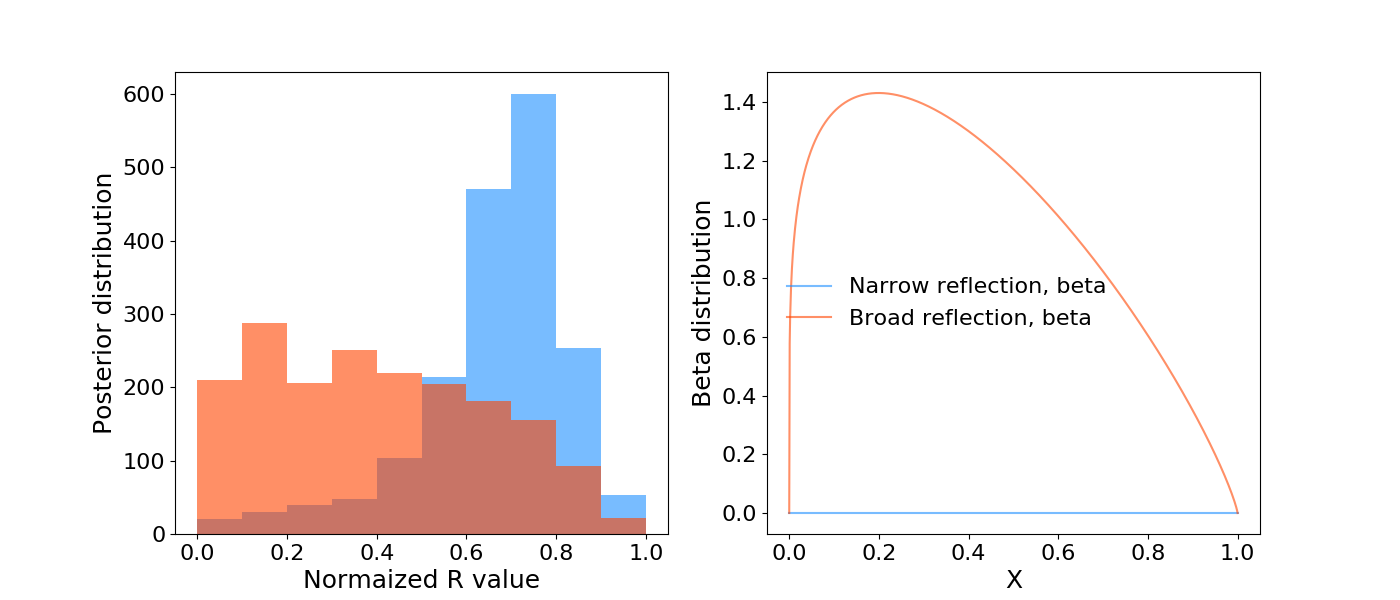 600
500
400
300
200
100
0
Posterior distribution
0.0 0.2 0.4 0.6 0.8 1.0
Normaized R value
1.4
1.2
1.0
0.8
0.6
0.4
0.2
0.0
Beta distribution
Narrow reflection, beta
Broad reflection, beta
0.0 0.2 0.4 0.6 0.8 1.0
X